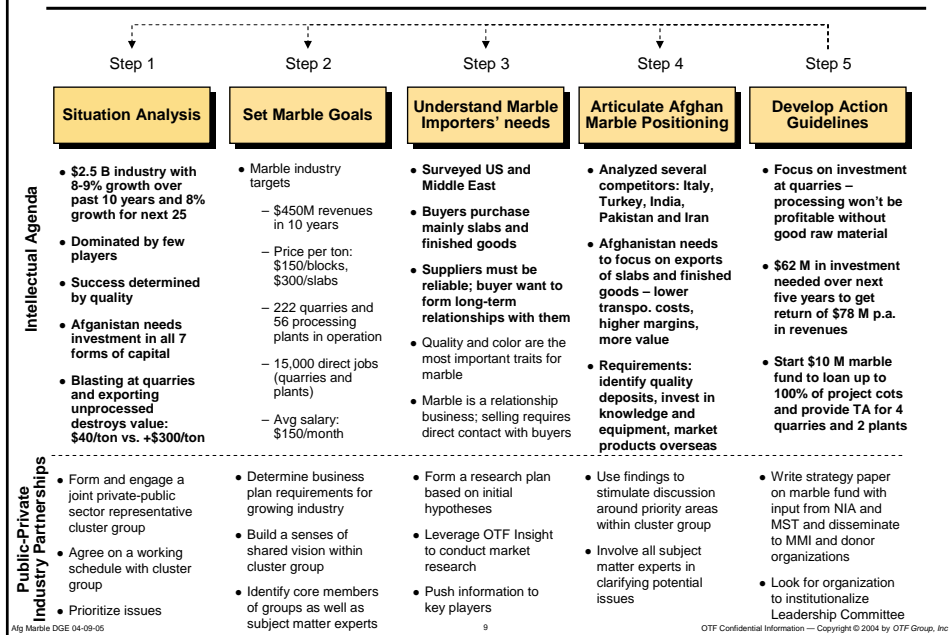 Step 1
Step 2
Step 3
Step 4
Step 5
Situation Analysis
Set Marble Goals
Understand Marble
Importers' needs
Articulate Afghan
Marble Positioning
Develop Action
Guidelines
Intellectual Agenda
• $2.5 B industry with
8-9% growth over
past 10 years and 8%
growth for next 25
• Dominated by few
players
• Success determined
by quality
• Afganistan needs
investment in all 7
forms of capital
• Blasting at quarries
and exporting
unprocessed
destroys value:
$40/ton vs. +$300/ton
• Marble industry
targets
– $450M revenues
in 10 years
– Price per ton:
$150/blocks,
$300/slabs
– 222 quarries and
56 processing
plants in operation
– 15,000 direct jobs
(quarries and
plants)
– Avg salary:
$150/month
• Surveyed US and
Middle East
• Buyers purchase
mainly slabs and
finished goods
• Suppliers must be
reliable; buyer want to
form long-term
relationships with them
• Quality and color are the
most important traits for
marble
• Marble is a relationship
business; selling requires
direct contact with buyers
• Analyzed several
competitors: Italy,
Turkey, India,
Pakistan and Iran
• Afghanistan needs
to focus on exports
of slabs and finished
goods – lower
transpo. costs,
higher margins,
more value
• Requirements:
identify quality
deposits, invest in
knowledge and
equipment, market
products overseas
• Focus on investment
at quarries –
processing won't be
profitable without
good raw material
• $62 M in investment
needed over next
five years to get
return of $78 M p.a.
in revenues
• Start $10 M marble
fund to loan up to
100% of project cots
and provide TA for 4
quarries and 2 plants
Public-Private
Industry Partnerships
• Form and engage a
joint private-public
sector representative
cluster group
• Agree on a working
schedule with cluster
group
• Prioritize issues
• Determine business
plan requirements for
growing industry
• Build a senses of
shared vision within
cluster group
• Identify core members
of groups as well as
subject matter experts
• Form a research plan
based on initial
hypotheses
• Leverage OTF Insight
to conduct market
research
• Push information to
key players
• Use findings to
stimulate discussion
around priority areas
within cluster group
• Involve all subject
matter experts in
clarifying potential
issues
• Write strategy paper
on marble fund with
input from NIA and
MST and disseminate
to MMI and donor
organizations
• Look for organization
to institutionalize
Leadership Committee
Afg Marble DGE 04-09-05
9
OTF Confidential Information — Copyright © 2004 by OTF Group, Inc